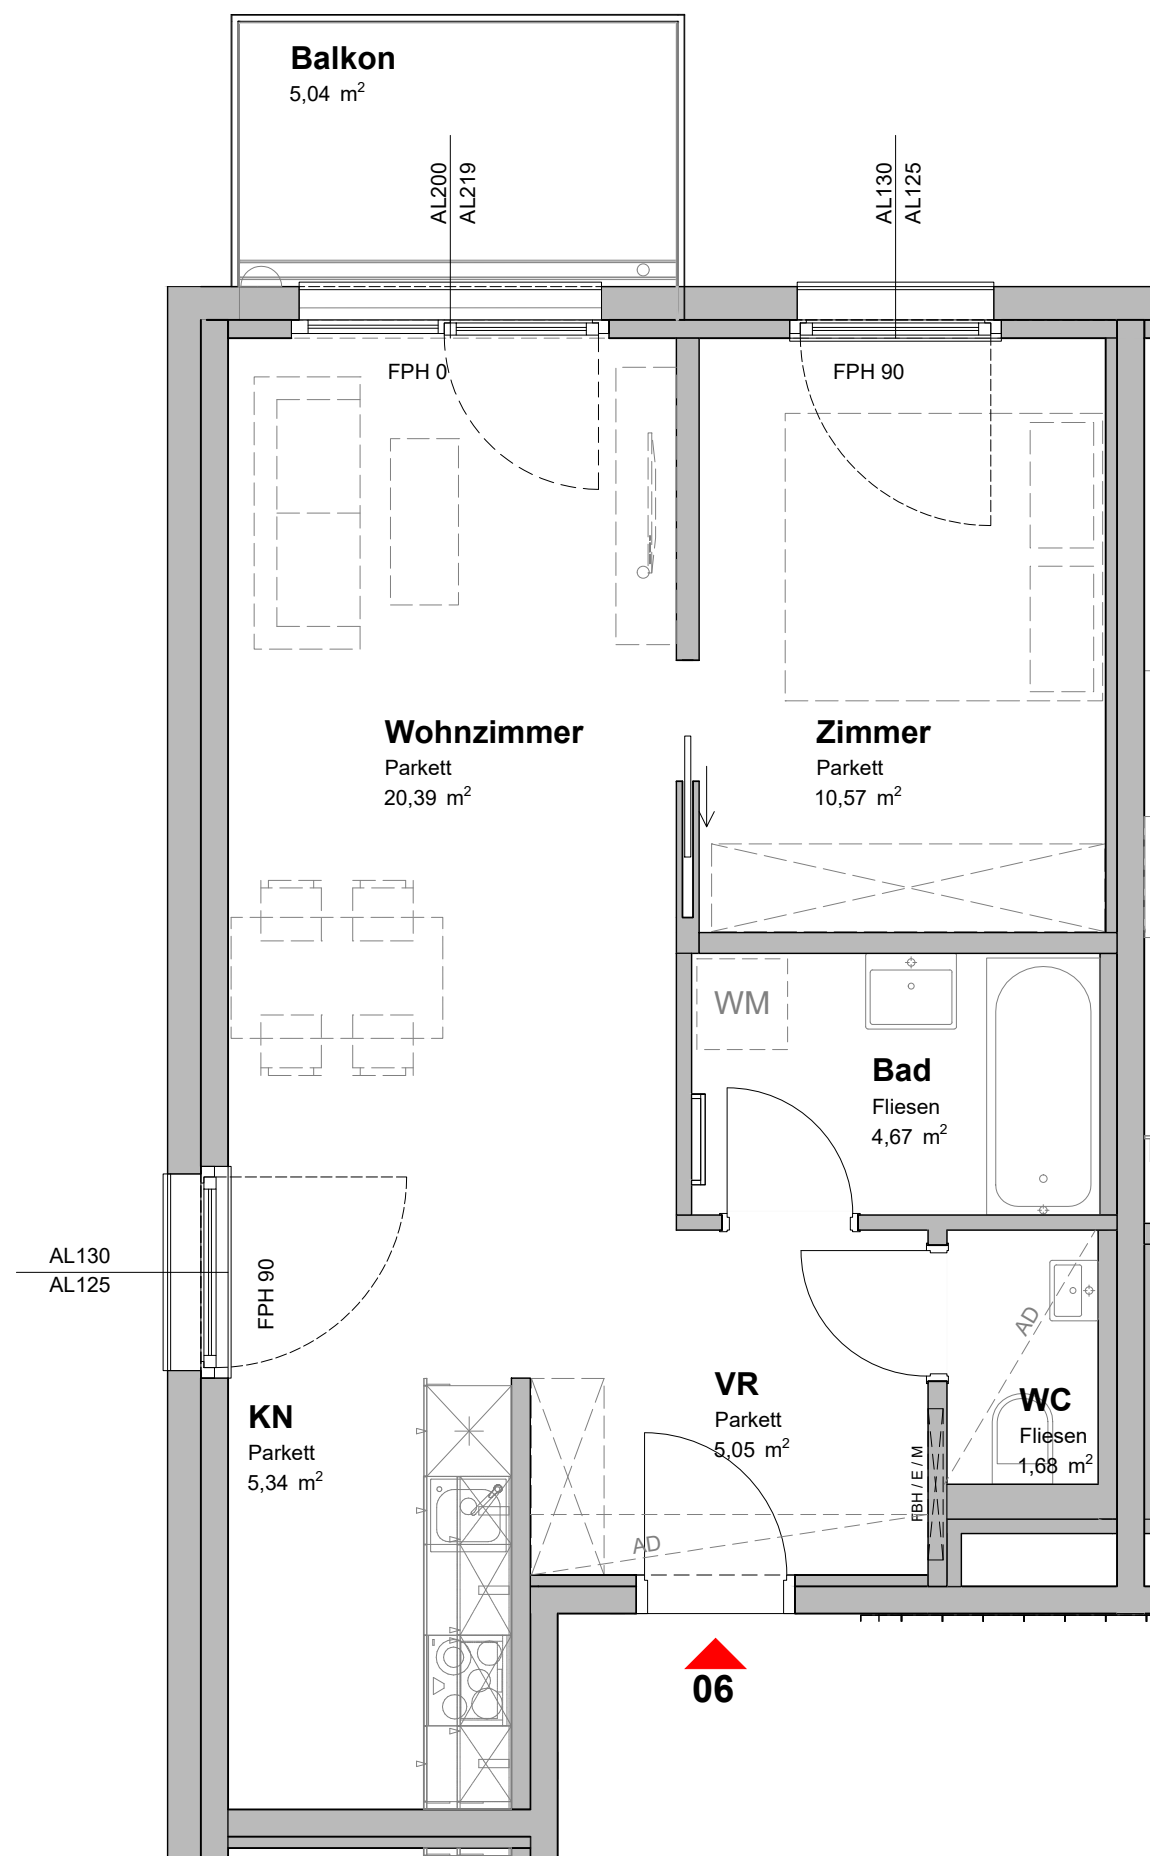 Balkon
5,04 m²
AL200
AL219
AL130
AL125
FPH 0
FPH 90
Wohnzimmer
Parkett
20,39 m²
Zimmer
Parkett
10,57 m²
WM
Bad
Fliesen
4,67 m²
AL130
AL125
FPH 90
AD
KN
Parkett
5,34 m²
VR
Parkett
5,05 m²
WC
Fliesen
1,68 m²
FBH / E / M
AD
06